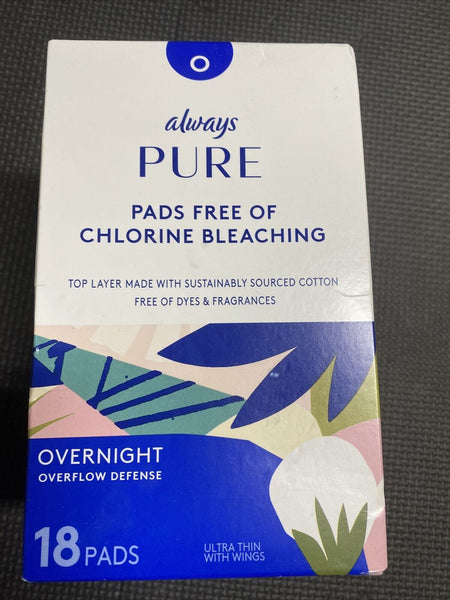 always
PURE
PADS FREE OF
CHLORINE BLEACHING
TOP LAYER MADE WITH SUSTAINABLY SOURCED COTTON
FREE OF DYES & FRAGRANCES
OVERNIGHT
OVERFLOW DEFENSE
18 PADS
ULTRA THIN
WITH WINGS